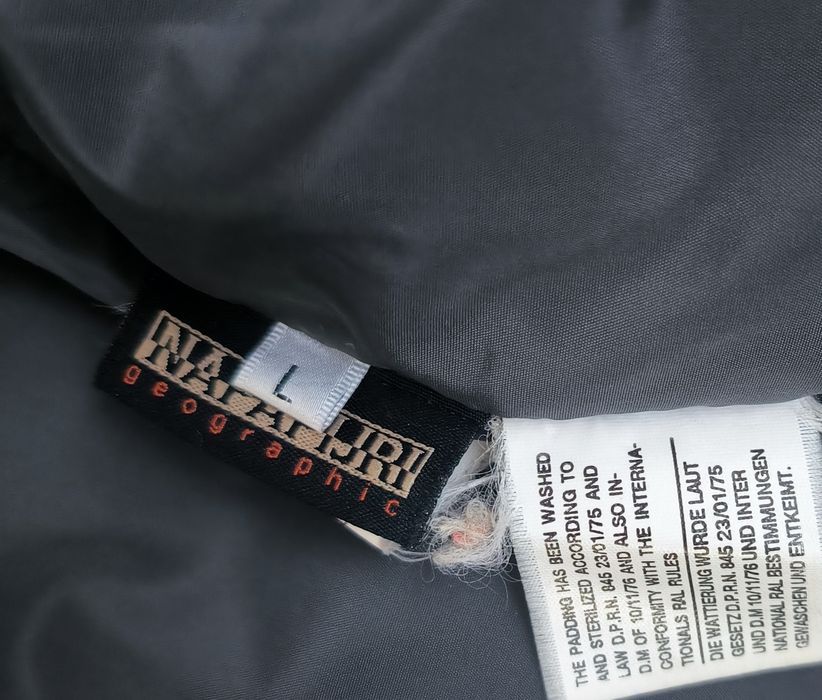 NAPAPIJRI
geographic
L
THE PADDING HAS BEEN WASHED
AND STERILIZED ACCORDING TO
LAW D.P.R.N. 845 23/01/75 AND
D.M OF 10/11/76 AND ALSO IN-
CONFORMITY WITH THE INTERNA-
TIONALS RAL RULES
DIE WATTIERUNG WURDE LAUT
GESETZ D.P.R.N. 845 23/01/75
UND D.M 10/11/76 UND INTER
NATIONAL RAL BESTIMMUNGEN
GEWASCHEN UND ENTKEIMT.